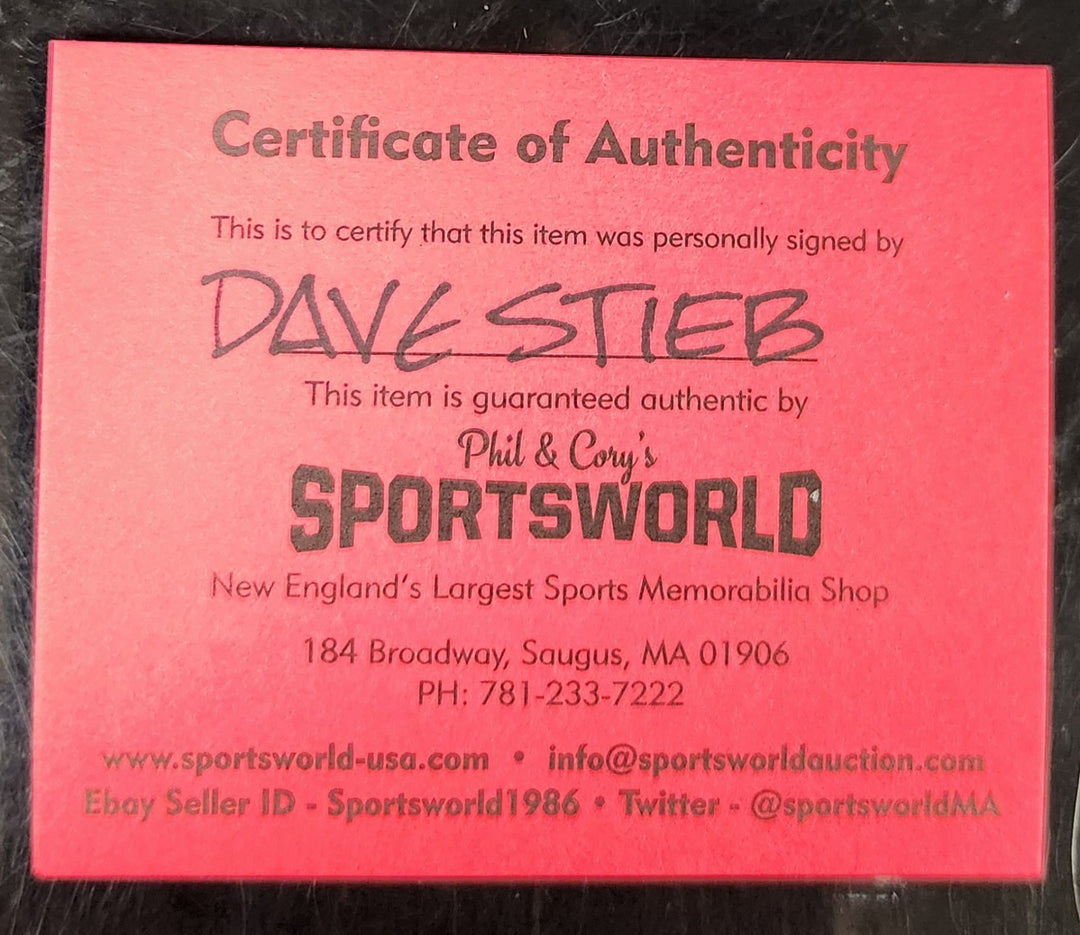 Certificate of Authenticity
This is to certify that this item was personally signed by
DAVE STIEB
This item is guaranteed authentic by
Phil & Cory's
SPORTSWORLD
New England's Largest Sports Memorabilia Shop
184 Broadway, Saugus, MA 01906
PH: 781-233-7222
www.sportsworld-usa.com • info@sportsworldauction.com
Ebay Seller ID - Sportsworld1986 • Twitter - @sportsworldMA